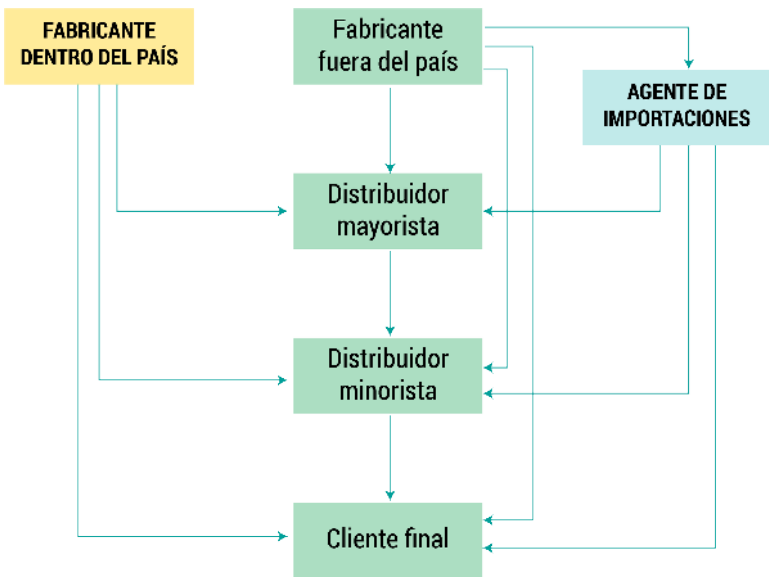 FABRICANTE
DENTRO DEL PAÍS
Fabricante
fuera del país
AGENTE DE
IMPORTACIONES
Distribuidor
mayorista
Distribuidor
minorista
Cliente final